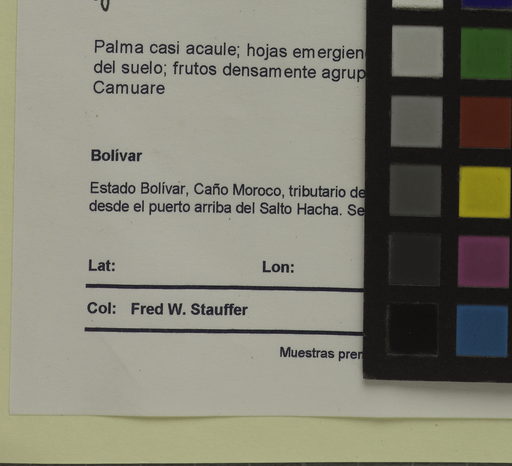 Palma casi acaule; hojas emergien
del suelo; frutos densamente agrup
Camuare
Bolívar
Estado Bolívar, Caño Moroco, tributario de
desde el puerto arriba del Salto Hacha. Se
Lat: Lon:
Col: Fred W. Stauffer
Muestras prer